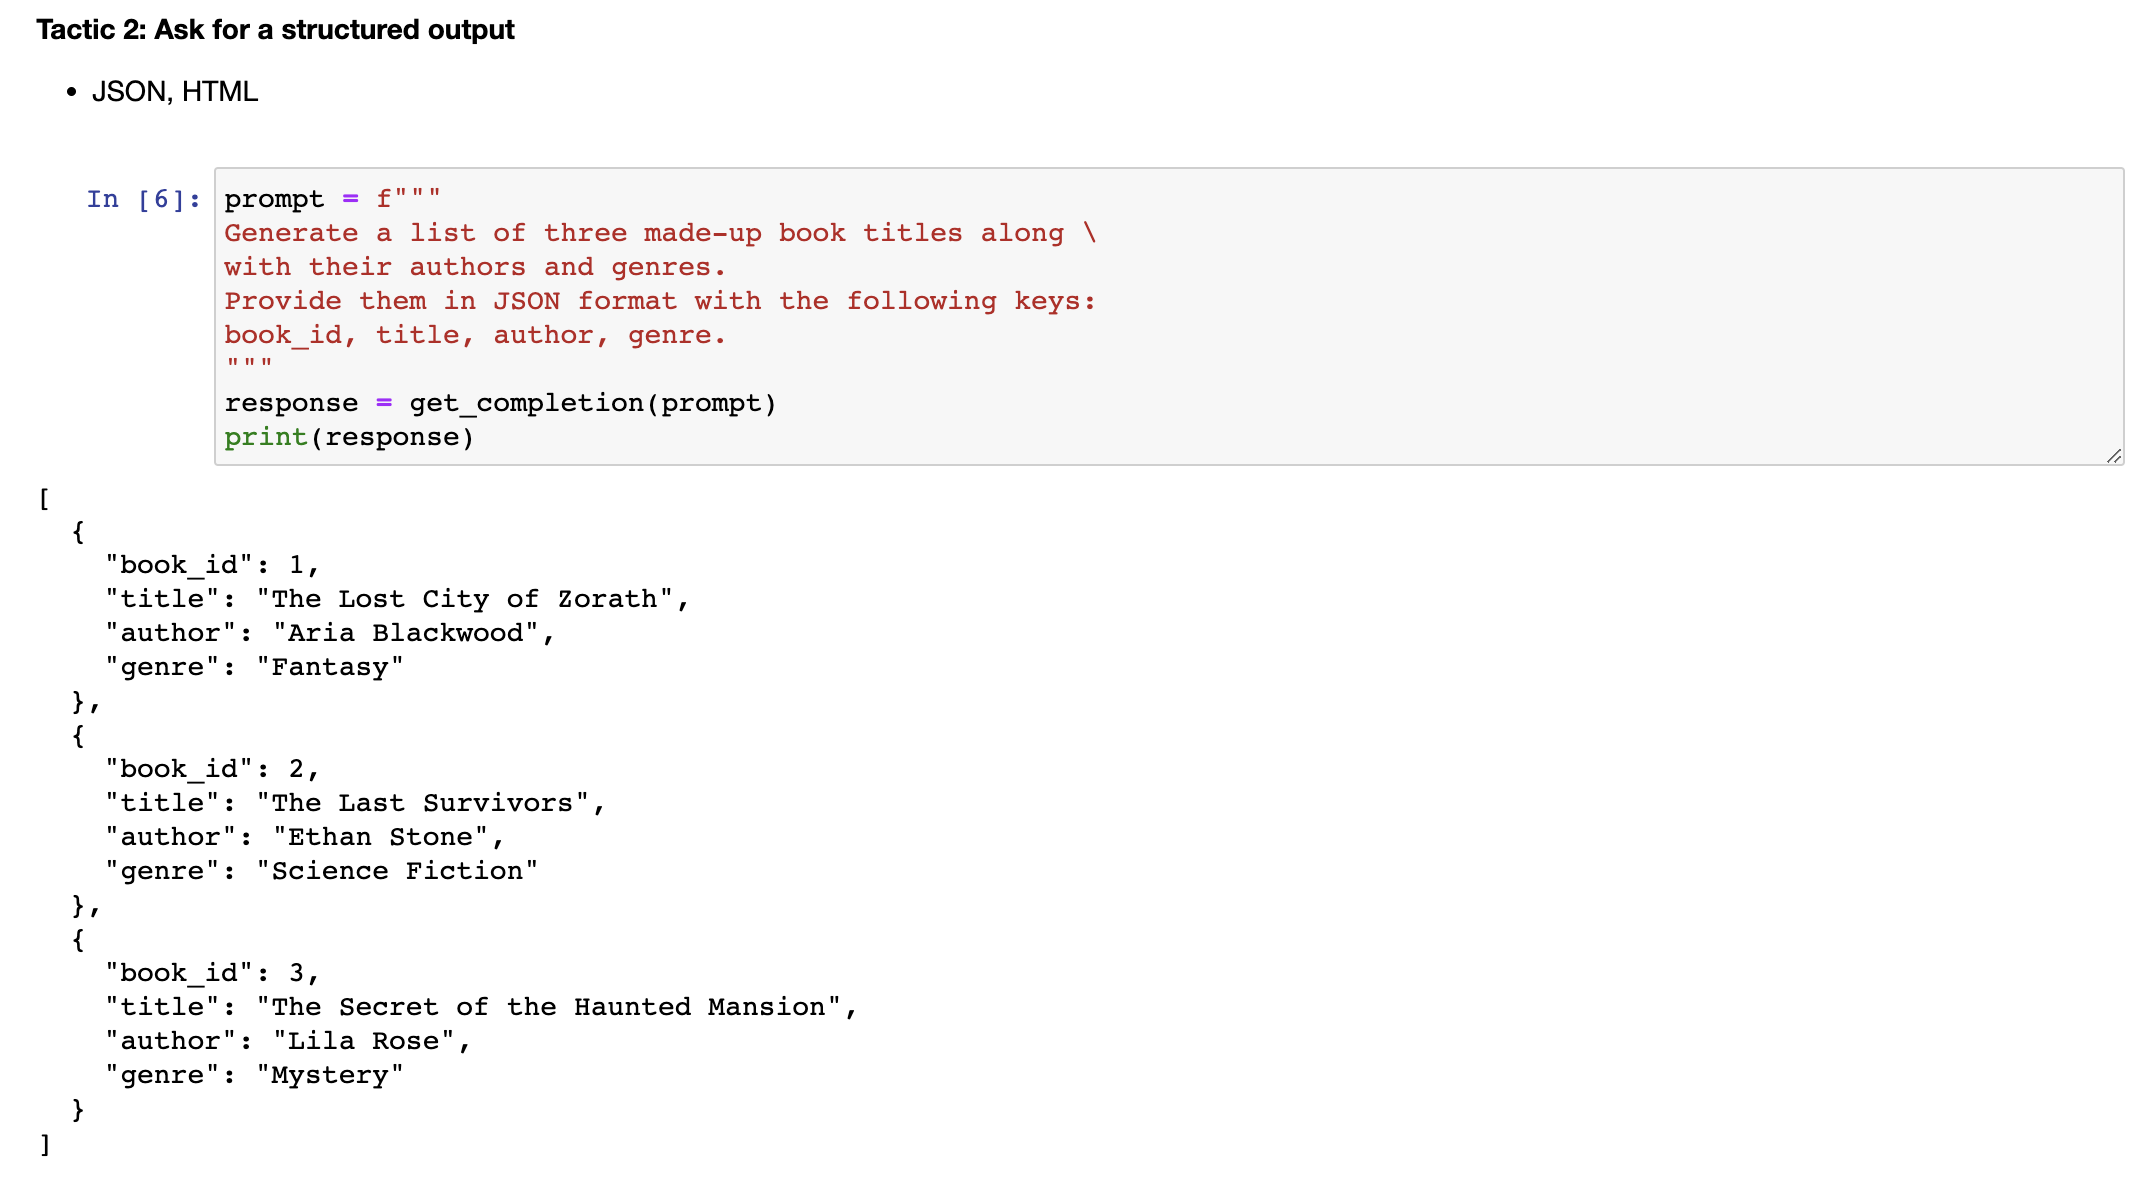 Tactic 2: Ask for a structured output
• JSON, HTML
In [6]: prompt = f"""
Generate a list of three made-up book titles along \
with their authors and genres.
Provide them in JSON format with the following keys:
book_id, title, author, genre.
"""
response = get_completion(prompt)
print(response)
[
  {
    "book_id": 1,
    "title": "The Lost City of Zorath",
    "author": "Aria Blackwood",
    "genre": "Fantasy"
  },
  {
    "book_id": 2,
    "title": "The Last Survivors",
    "author": "Ethan Stone",
    "genre": "Science Fiction"
  },
  {
    "book_id": 3,
    "title": "The Secret of the Haunted Mansion",
    "author": "Lila Rose",
    "genre": "Mystery"
  }
]